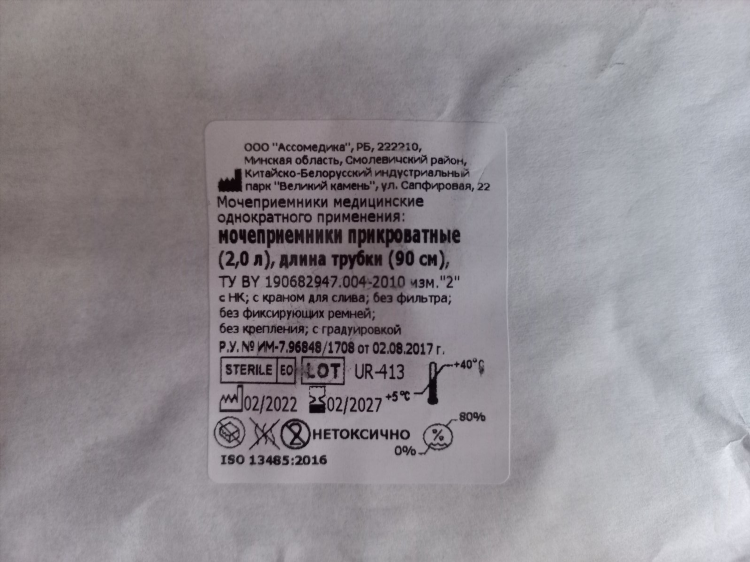 ООО "Ассомедика", РБ, 222210,
Минская область, Смолевичский район,
Китайско-Белорусский индустриальный
парк "Великий камень", ул. Сапфировая, 22
Мочеприемники медицинские
однократного применения:
мочеприемники прикроватные
(2,0 л), длина трубки (90 см),
ТУ BY 190682947.004-2010 изм."2"
с НК; с краном для слива; без фильтра;
без фиксирующих ремней;
без крепления; с градуировкой
Р.У. № ИМ-7.96848/1708 от 02.08.2017 г.
STERILE EO LOT UR-413 +40°C
02/2022 02/2027 +5°C
80%
2 НЕТОКСИЧНО %
0%
ISO 13485:2016